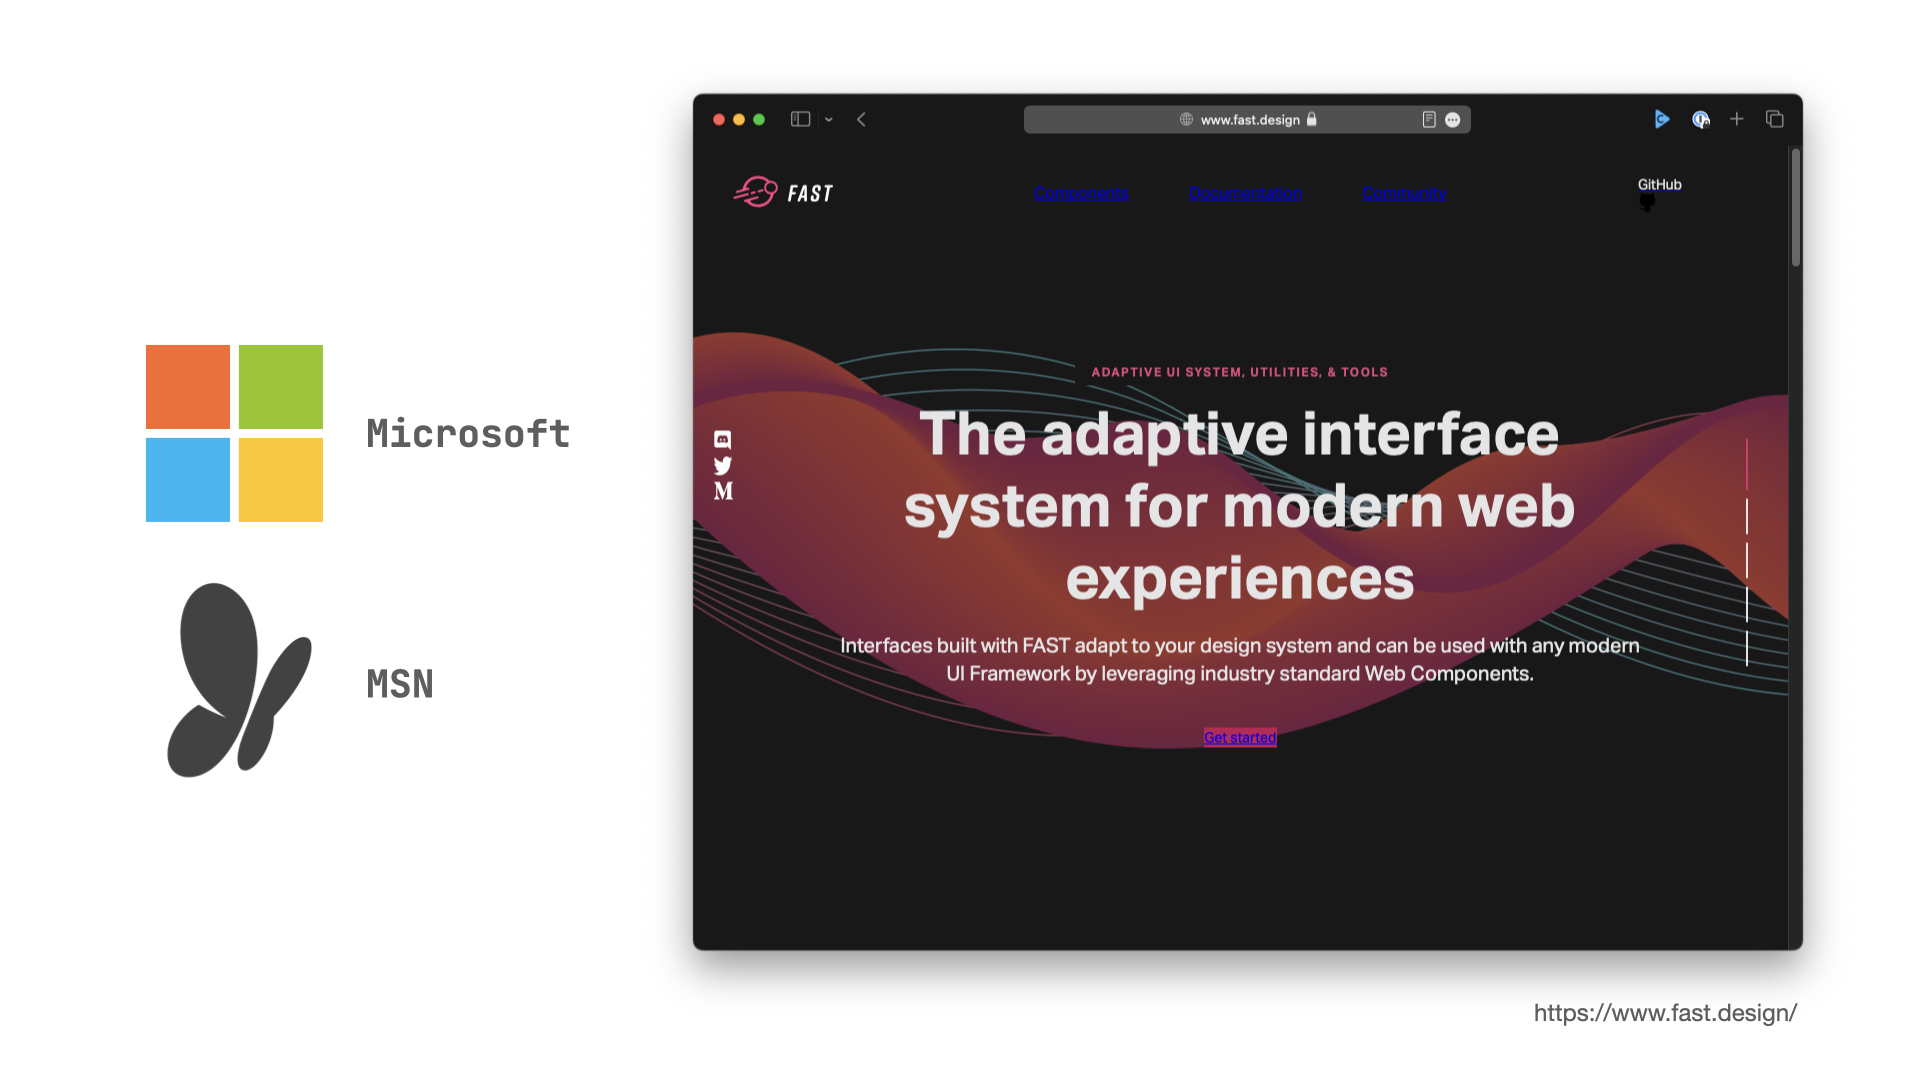 Microsoft
MSN
www.fast.design
FAST
Components
Documentation
Community
GitHub
ADAPTIVE UI SYSTEM, UTILITIES, & TOOLS
The adaptive interface
system for modern web
experiences
Interfaces built with FAST adapt to your design system and can be used with any modern
UI Framework by leveraging industry standard Web Components.
Get started
https://www.fast.design/